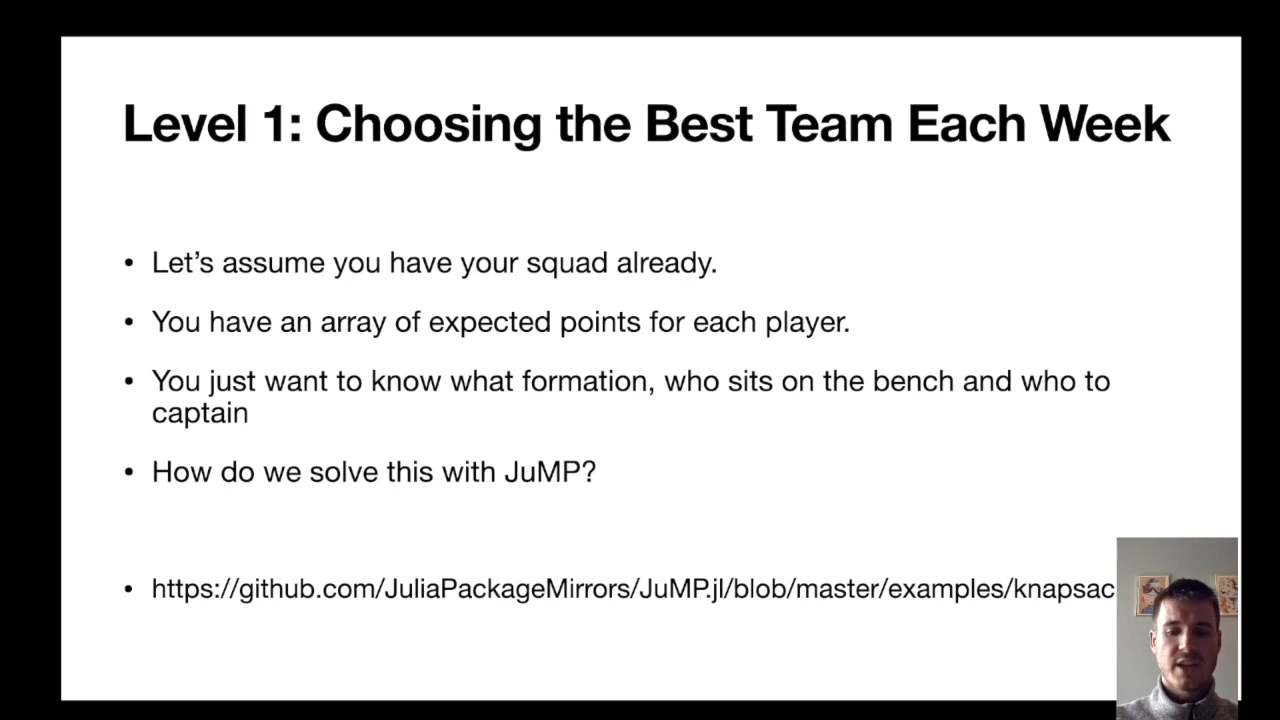 Level 1: Choosing the Best Team Each Week
• Let’s assume you have your squad already.
• You have an array of expected points for each player.
• You just want to know what formation, who sits on the bench and who to
captain
• How do we solve this with JuMP?
• https://github.com/JuliaPackageMirrors/JuMP.jl/blob/master/examples/knapsac